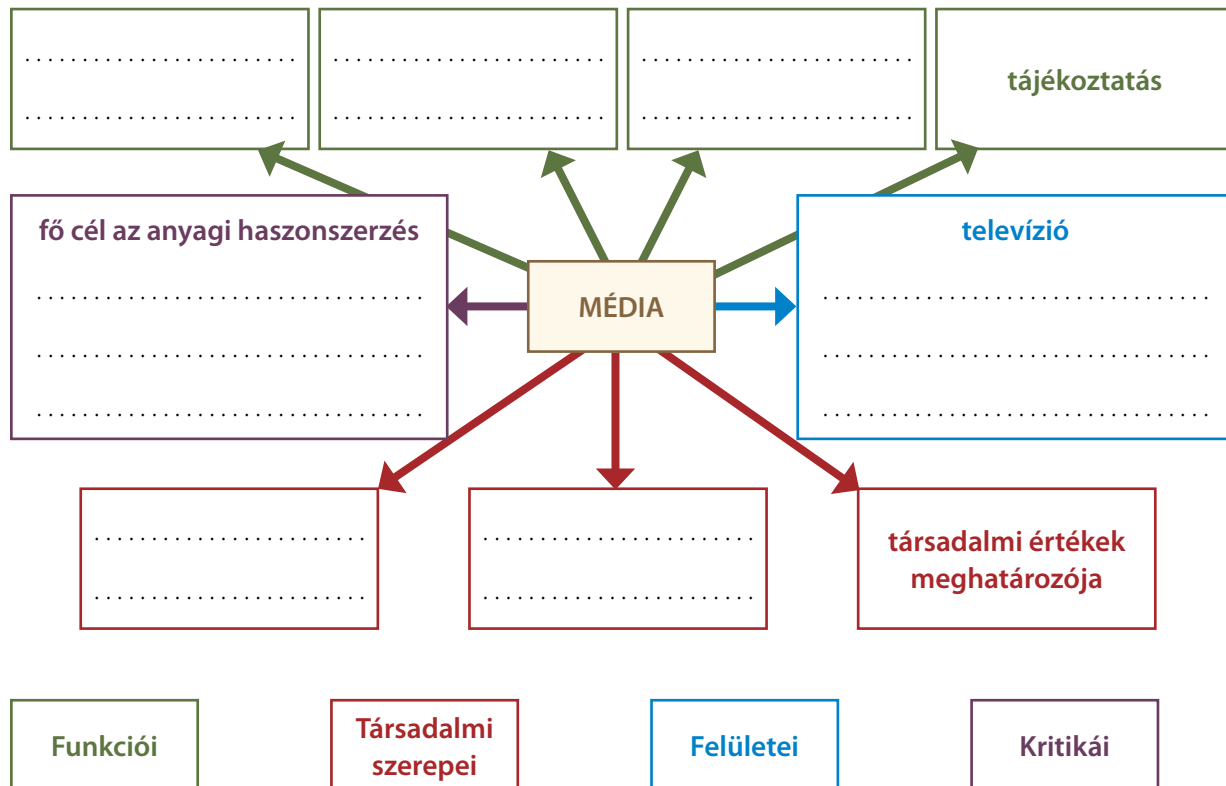 tájékoztatás
fő cél az anyagi haszonszerzés
televízió
MÉDIA
társadalmi értékek
meghatározója
Funkciói
Társadalmi
szerepei
Felületei
Kritikái